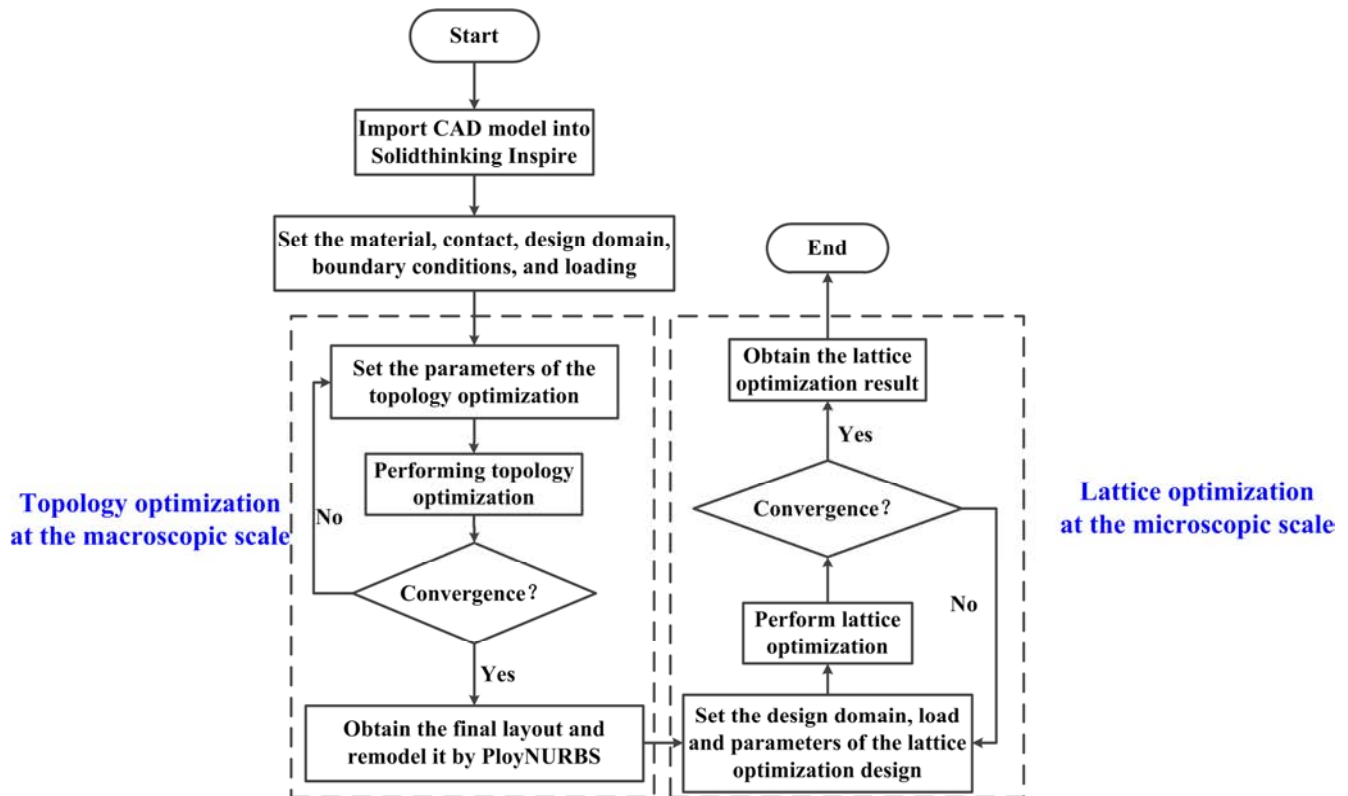 Start
Import CAD model into
Solidthinking Inspire
Set the material, contact, design domain,
boundary conditions, and loading
Set the parameters of the
topology optimization
Performing topology
optimization
No
Convergence？
Yes
Obtain the final layout and
remodel it by PloyNURBS
Topology optimization
at the macroscopic scale
Set the design domain, load
and parameters of the lattice
optimization design
Perform lattice
optimization
Convergence？
No
Yes
Obtain the lattice
optimization result
End
Lattice optimization
at the microscopic scale